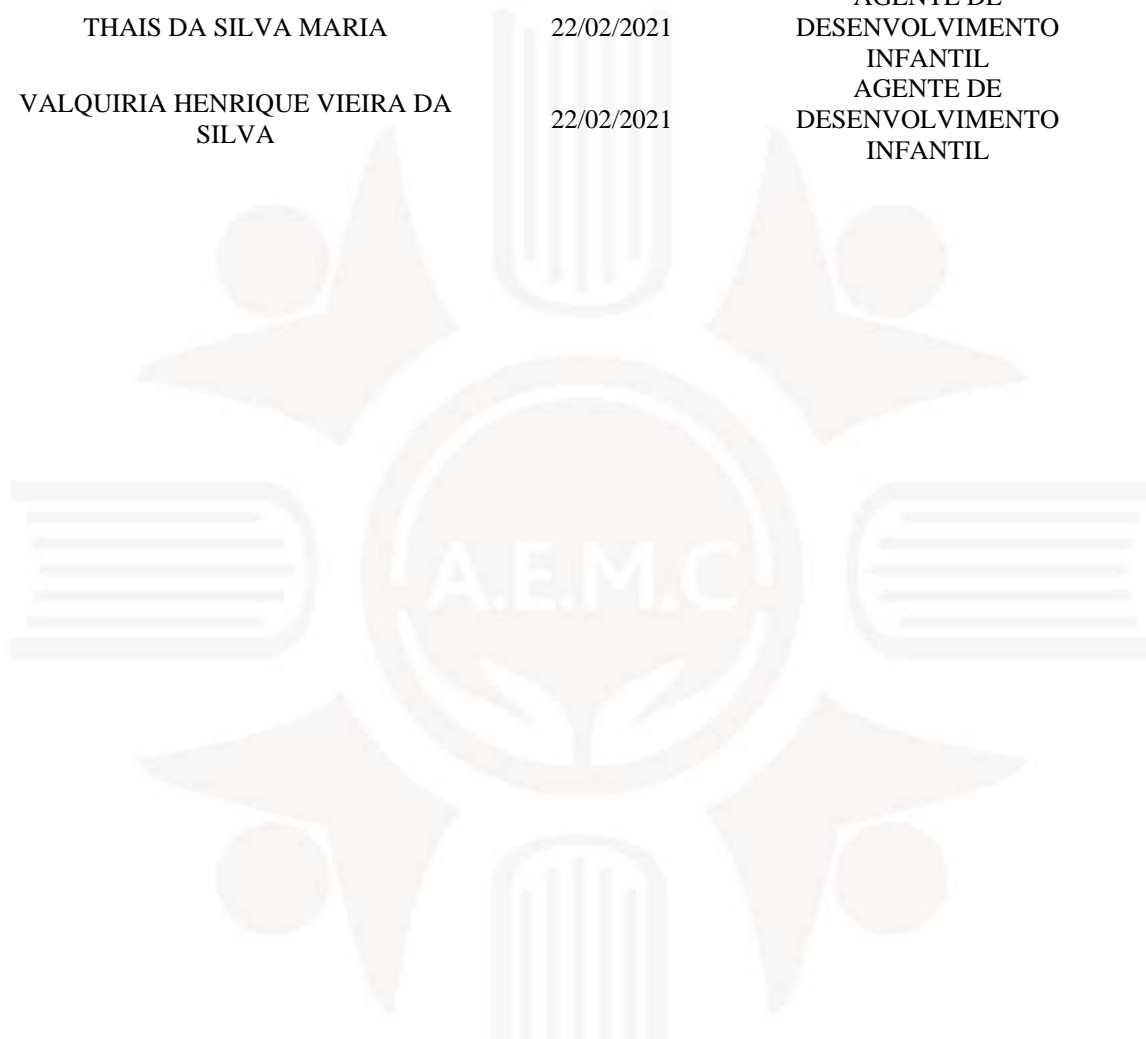 AGENTE DE
THAIS DA SILVA MARIA 22/02/2021 DESENVOLVIMENTO
INFANTIL
AGENTE DE
VALQUIRIA HENRIQUE VIEIRA DA
SILVA 22/02/2021 DESENVOLVIMENTO
INFANTIL
A.E.M.C